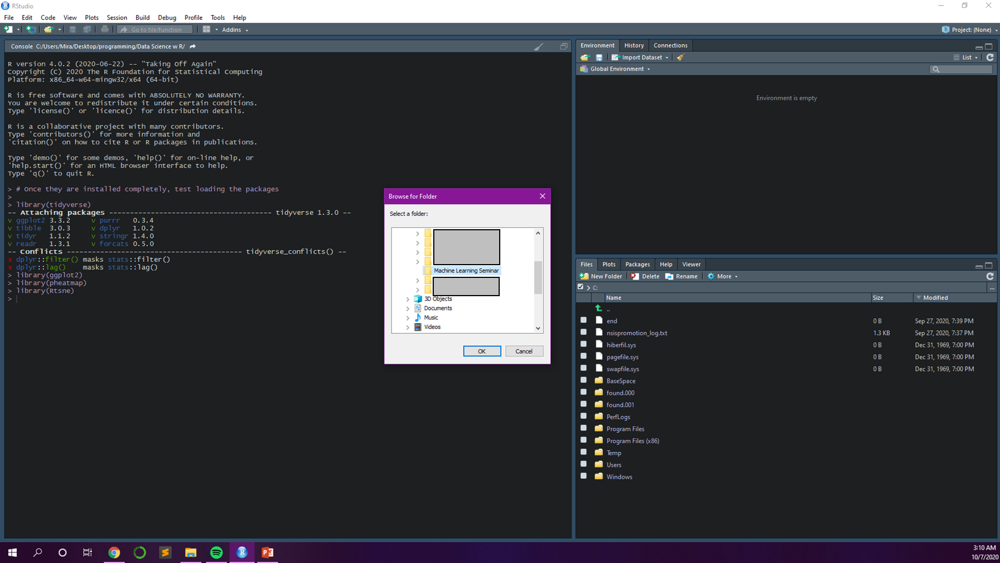 RStudio
File Edit Code View Plots Session Build Debug Profile Tools Help
Go to file/function Addins Project: (None)
Console C:/Users/Mira/Desktop/programming/Data Science w R/
R version 4.0.2 (2020-06-22) -- "Taking Off Again"
Copyright (C) 2020 The R Foundation for Statistical Computing
Platform: x86_64-w64-mingw32/x64 (64-bit)
R is free software and comes with ABSOLUTELY NO WARRANTY.
You are welcome to redistribute it under certain conditions.
Type 'license()' or 'licence()' for distribution details.
R is a collaborative project with many contributors.
Type 'contributors()' for more information and
'citation()' on how to cite R or R packages in publications.
Type 'demo()' for some demos, 'help()' for on-line help, or
'help.start()' for an HTML browser interface to help.
Type 'q()' to quit R.
> # Once they are installed completely, test loading the packages
>
> library(tidyverse)
-- Attaching packages --------------------------------------- tidyverse 1.3.0 --
v ggplot2 3.3.2     v purrr   0.3.4
v tibble  3.0.3     v dplyr   1.0.2
v tidyr   1.1.2     v stringr 1.4.0
v readr   1.3.1     v forcats 0.5.0
-- Conflicts ------------------------------------------ tidyverse_conflicts() --
x dplyr::filter() masks stats::filter()
x dplyr::lag()    masks stats::lag()
> library(ggplot2)
> library(pheatmap)
> library(Rtsne)
>
Browse for Folder
Select a folder:
Machine Learning Seminar
3D Objects
Documents
Music
Videos
OK Cancel
Environment History Connections
Import Dataset List
Global Environment
Environment is empty
Files Plots Packages Help Viewer
New Folder Delete Rename More
C: ...
Name Size Modified
..
end 0 B Sep 27, 2020, 7:39 PM
nsispromotion_log.txt 1.3 KB Sep 27, 2020, 7:37 PM
hiberfil.sys 0 B Dec 31, 1969, 7:00 PM
pagefile.sys 0 B Dec 31, 1969, 7:00 PM
swapfile.sys 0 B Dec 31, 1969, 7:00 PM
BaseSpace
found.000
found.001
PerfLogs
Program Files
Program Files (x86)
Temp
Users
Windows
3:10 AM
10/7/2020